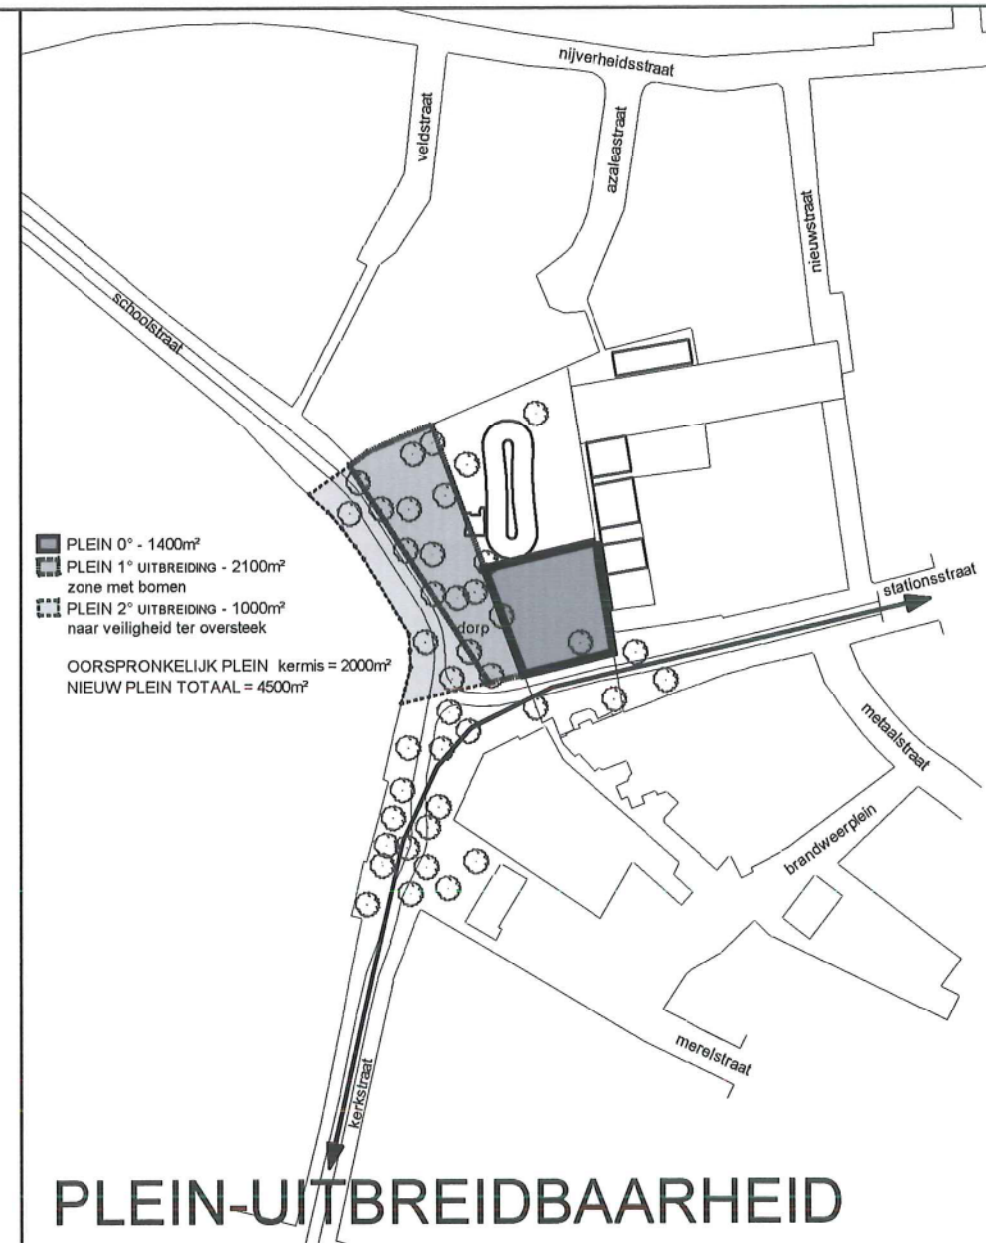 nijverheidsstraat
veldstraat
azaleastraat
nieuwstraat
schoolstraat
PLEIN 0° - 1400m²
PLEIN 1° UITBREIDING - 2100m²
zone met bomen
PLEIN 2° UITBREIDING - 1000m²
naar veiligheid ter oversteek
OORSPRONKELIJK PLEIN kermis = 2000m²
NIEUW PLEIN TOTAAL = 4500m²
dorp
stationsstraat
metaalstraat
brandweerplein
merelstraat
kerkstraat
PLEIN-UITBREIDBAARHEID